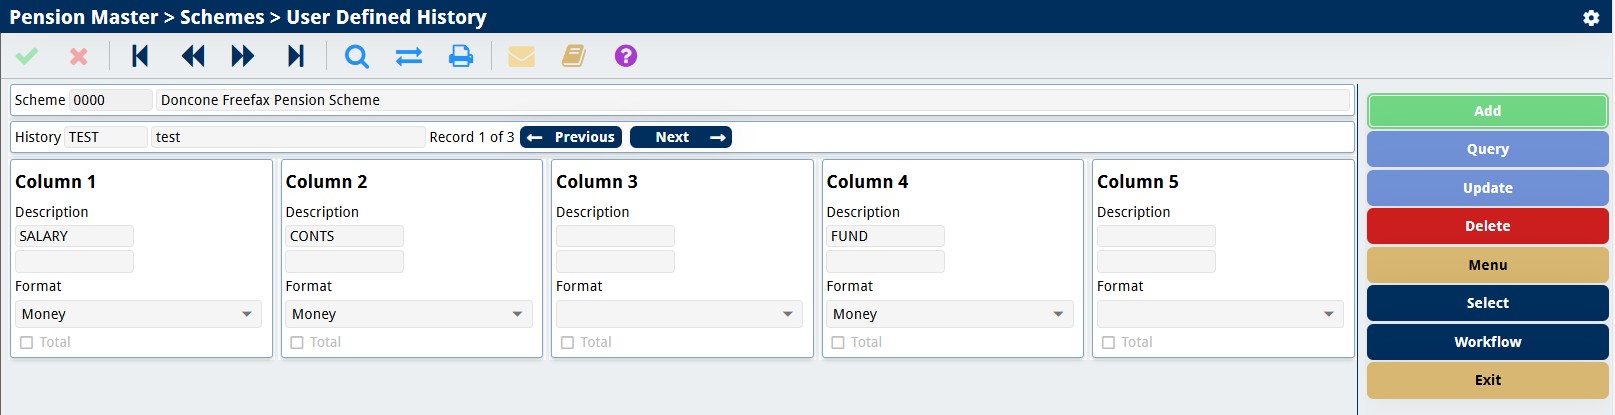 Pension Master > Schemes > User Defined History
?
Scheme 0000 Doncone Freefax Pension Scheme
History TEST test Record 1 of 3 Previous Next
Column 1
Description
SALARY
Format
Money
Total
Column 2
Description
CONTS
Format
Money
Total
Column 3
Description
Format
Total
Column 4
Description
FUND
Format
Money
Total
Column 5
Description
Format
Total
Add
Query
Update
Delete
Menu
Select
Workflow
Exit